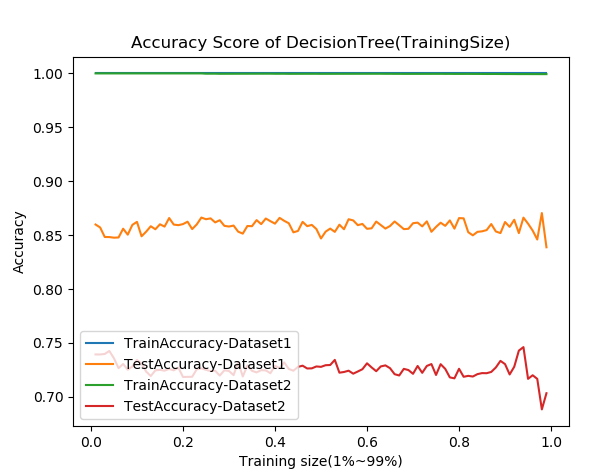 Accuracy Score of DecisionTree(TrainingSize)
1.00
0.95
0.90
0.85
0.80
0.75
0.70
Accuracy
TrainAccuracy-Dataset1
TestAccuracy-Dataset1
TrainAccuracy-Dataset2
TestAccuracy-Dataset2
0.0 0.2 0.4 0.6 0.8 1.0
Training size(1%~99%)